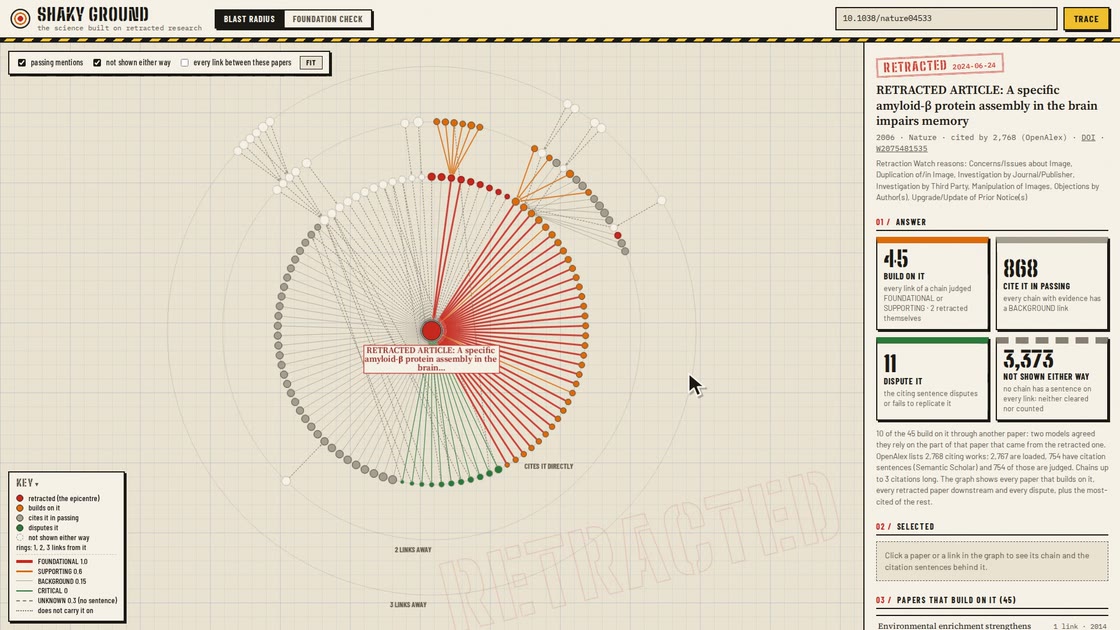 SHAKY GROUND
the science built on retracted research
BLAST RADIUS
FOUNDATION CHECK
10.1038/nature04533
TRACE
passing mentions
not shown either way
every link between these papers
FIT
RETRACTED ARTICLE: A specific
amyloid-β protein assembly in the
brain...
CITES IT DIRECTLY
2 LINKS AWAY
3 LINKS AWAY
RETRACTED
KEY
retracted (the epicentre)
builds on it
cites it in passing
disputes it
not shown either way
rings: 1, 2, 3 links from it
FOUNDATIONAL 1.0
SUPPORTING 0.6
BACKGROUND 0.15
CRITICAL 0
UNKNOWN 0.3 (no sentence)
does not carry it on
RETRACTED 2024-06-24
RETRACTED ARTICLE: A specific
amyloid-β protein assembly in the brain
impairs memory
2006 · Nature · cited by 2,768 (OpenAlex) · DOI ·
W2075481535
Retraction Watch reasons: Concerns/Issues about Image,
Duplication of/in Image, Investigation by Journal/Publisher,
Investigation by Third Party, Manipulation of Images, Objections by
Author(s), Upgrade/Update of Prior Notice(s)
01 / ANSWER
45
BUILD ON IT
every link of a chain judged
FOUNDATIONAL or
SUPPORTING · 2 retracted
themselves
868
CITE IT IN PASSING
every chain with evidence has
a BACKGROUND link
11
DISPUTE IT
the citing sentence disputes
or fails to replicate it
3,373
NOT SHOWN EITHER WAY
no chain has a sentence on
every link: neither cleared
nor counted
10 of the 45 build on it through another paper: two models agreed
they rely on the part of that paper that came from the retracted one.
OpenAlex lists 2,768 citing works; 2,767 are loaded, 754 have citation
sentences (Semantic Scholar) and 754 of those are judged. Chains up
to 3 citations long. The graph shows every paper that builds on it,
every retracted paper downstream and every dispute, plus the most-
cited of the rest.
02 / SELECTED
Click a paper or a link in the graph to see its chain and the
citation sentences behind it.
03 / PAPERS THAT BUILD ON IT (45)
Environmental enrichment strengthens
1 link · 2014